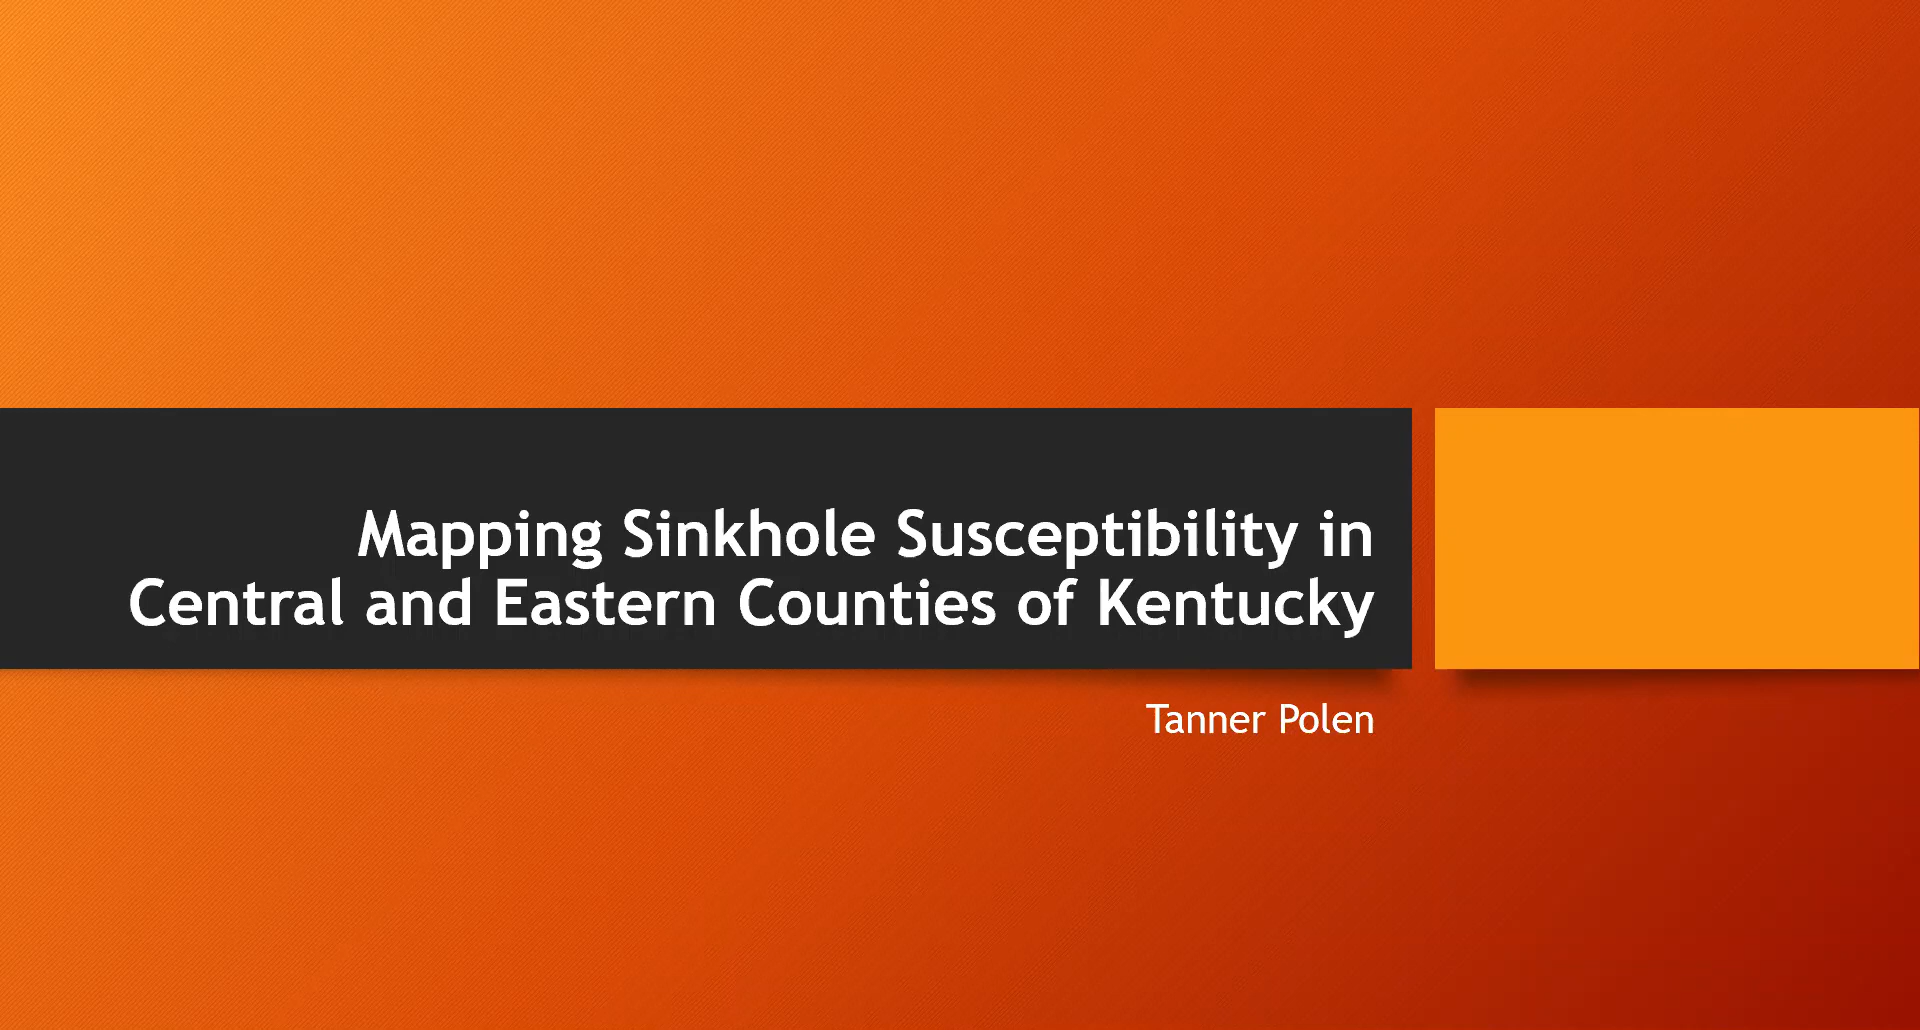 Mapping Sinkhole Susceptibility in
Central and Eastern Counties of Kentucky
Tanner Polen